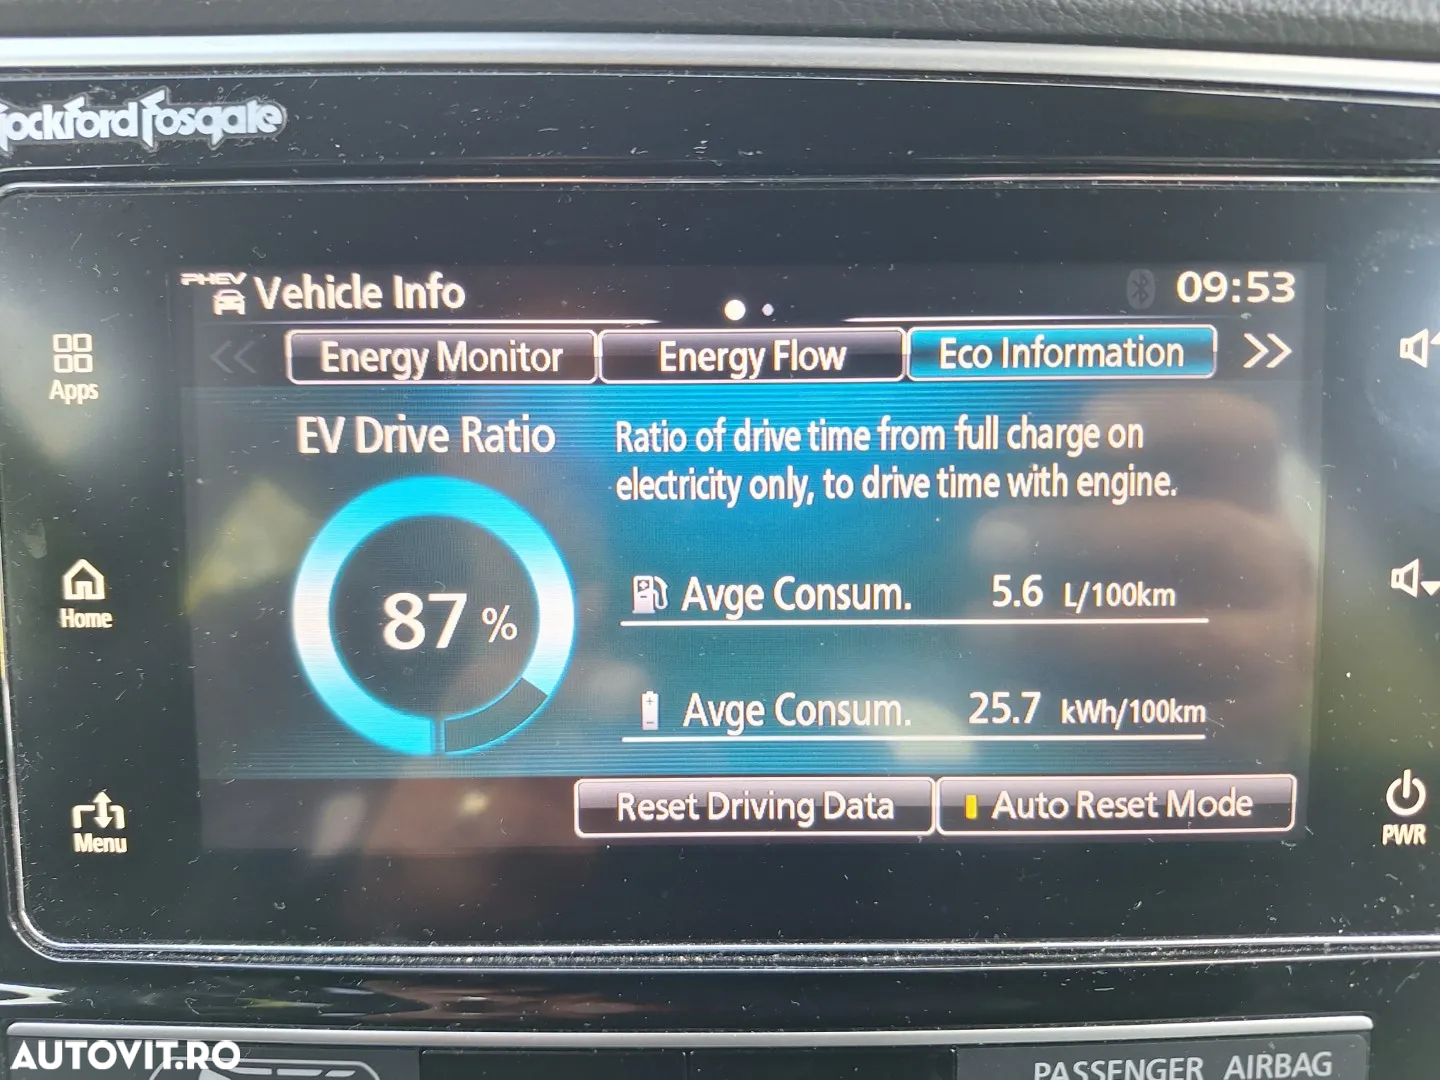 Rockford Fosgate
PHEV Vehicle Info
09:53
Energy Monitor Energy Flow Eco Information
Apps
EV Drive Ratio
Ratio of drive time from full charge on
electricity only, to drive time with engine.
87 %
Avge Consum. 5.6 L/100km
Home
Avge Consum. 25.7 kWh/100km
Reset Driving Data Auto Reset Mode
Menu
PWR
AUTOVIT.RO
PASSENGER AIRBAG